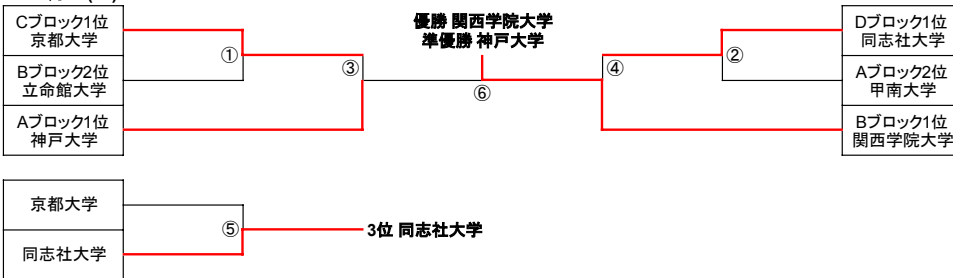 Cブロック1位
京都大学
Bブロック2位
立命館大学
Aブロック1位
神戸大学
①
③
優勝 関西学院大学
準優勝 神戸大学
⑥
④
②
Dブロック1位
同志社大学
Aブロック2位
甲南大学
Bブロック1位
関西学院大学
京都大学
同志社大学
⑤
3位 同志社大学